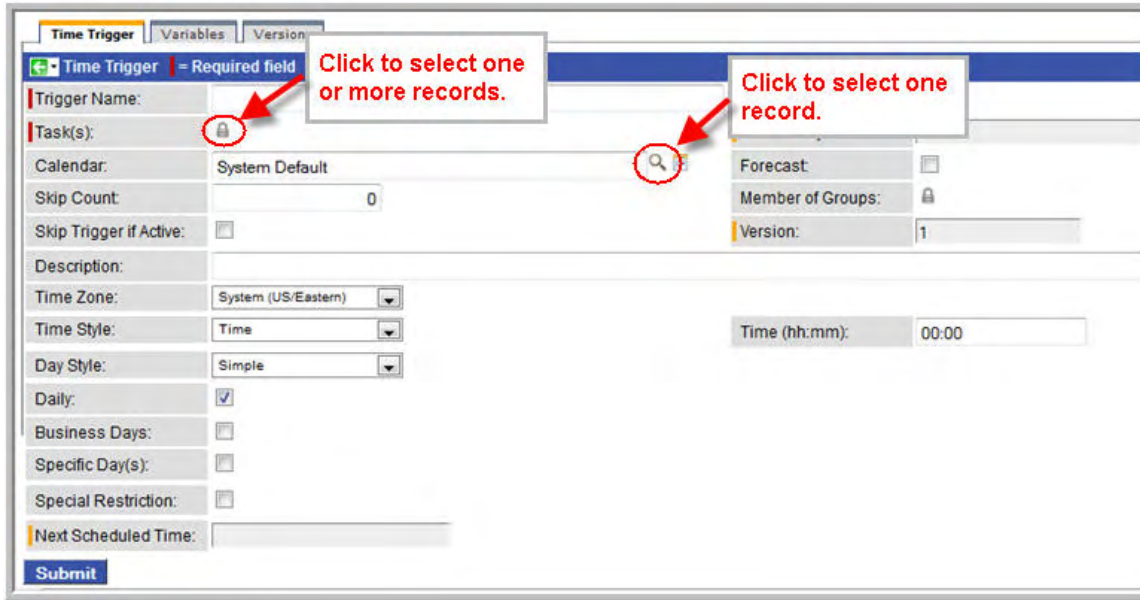 Time Trigger Variables Version
Time Trigger = Required field
Click to select one
or more records.
Click to select one
record.
Trigger Name:
Task(s):
Calendar: System Default Forecast:
Skip Count: 0 Member of Groups:
Skip Trigger if Active: Version: 1
Description:
Time Zone: System (US/Eastern)
Time Style: Time Time (hh:mm): 00:00
Day Style: Simple
Daily:
Business Days:
Specific Day(s):
Special Restriction:
Next Scheduled Time:
Submit